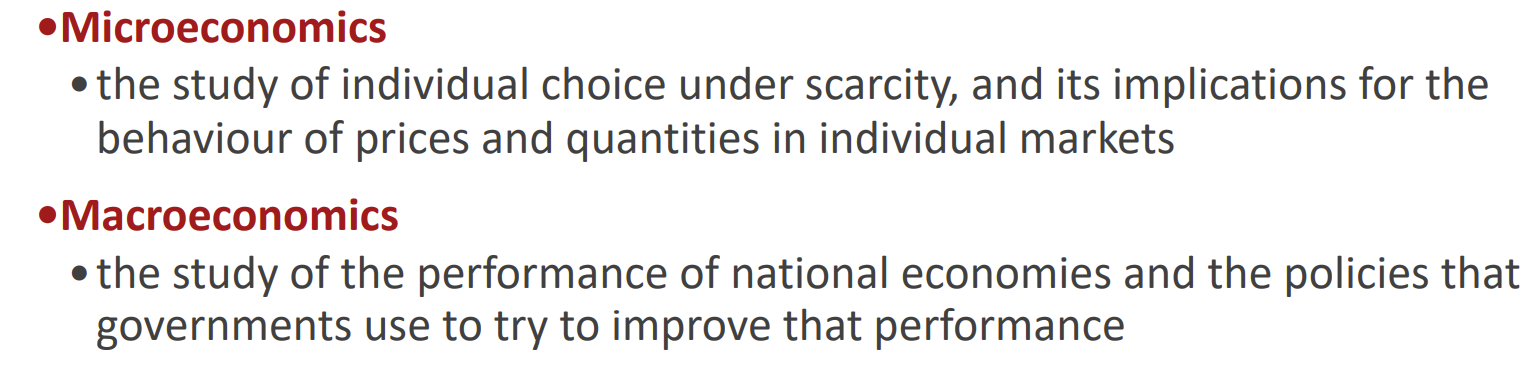 •Microeconomics
•the study of individual choice under scarcity, and its implications for the
behaviour of prices and quantities in individual markets
•Macroeconomics
•the study of the performance of national economies and the policies that
governments use to try to improve that performance